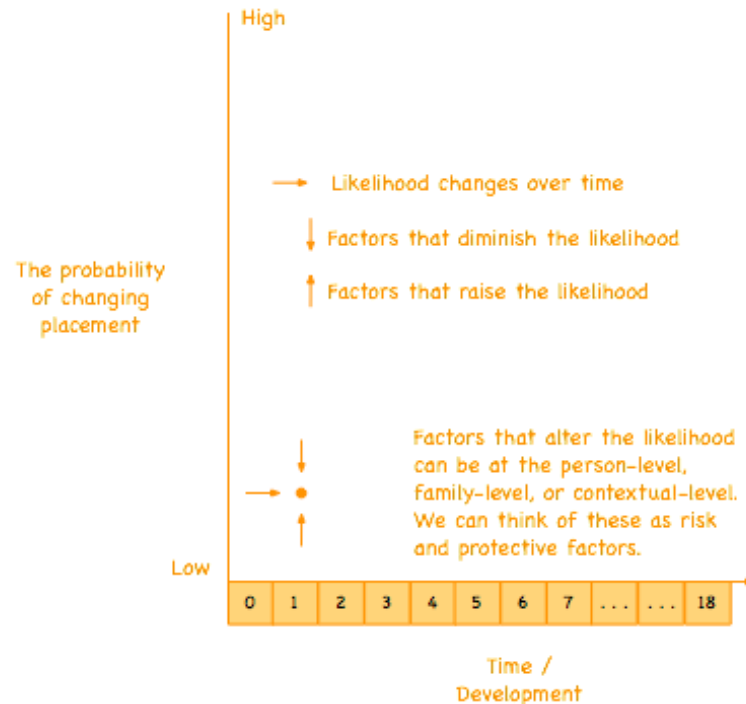 High
Likelihood changes over time
Factors that diminish the likelihood
Factors that raise the likelihood
The probability
of changing
placement
Factors that alter the likelihood
can be at the person-level,
family-level, or contextual-level.
We can think of these as risk
and protective factors.
Low
0 1 2 3 4 5 6 7 ... ... 18
Time /
Development